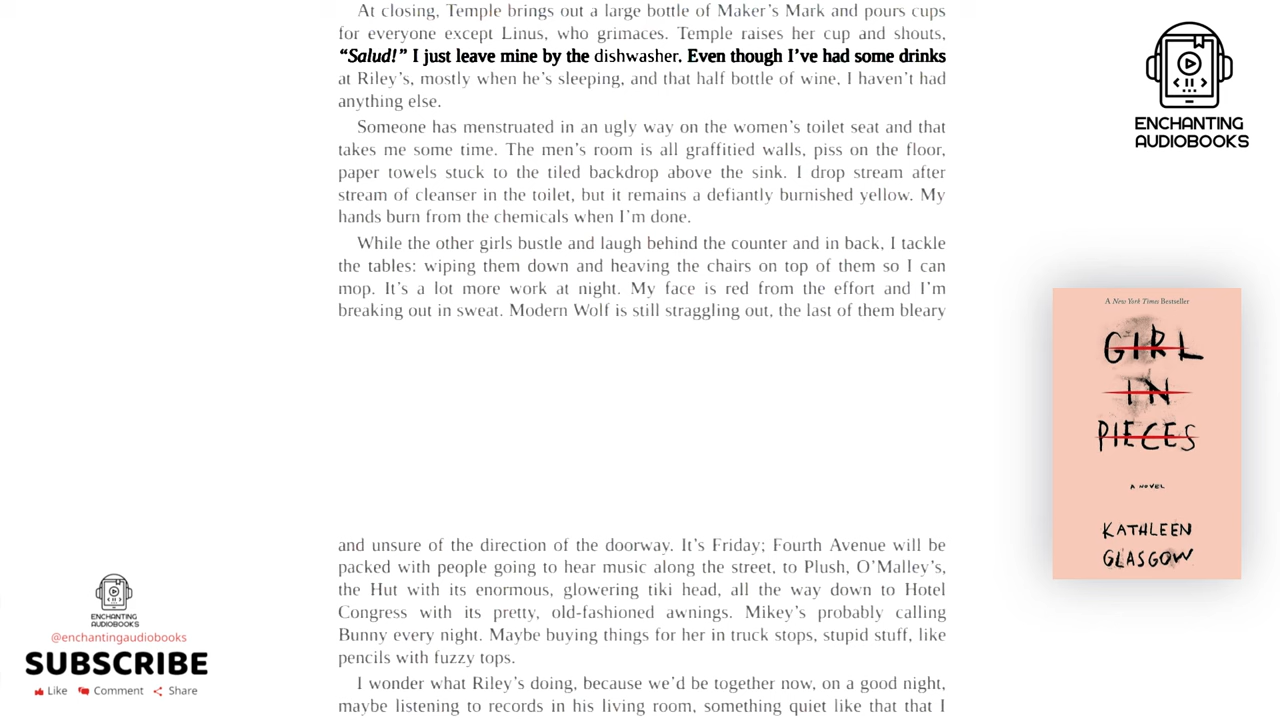 At closing, Temple brings out a large bottle of Maker's Mark and pours cups
for everyone except Linus, who grimaces. Temple raises her cup and shouts,
“Salud!” I just leave mine by the dishwasher. Even though I’ve had some drinks
at Riley’s, mostly when he’s sleeping, and that half bottle of wine, I haven’t had
anything else.
Someone has menstruated in an ugly way on the women’s toilet seat and that
takes me some time. The men’s room is all graffitied walls, piss on the floor,
paper towels stuck to the tiled backdrop above the sink. I drop stream after
stream of cleanser in the toilet, but it remains a defiantly burnished yellow. My
hands burn from the chemicals when I’m done.
While the other girls bustle and laugh behind the counter and in back, I tackle
the tables: wiping them down and heaving the chairs on top of them so I can
mop. It’s a lot more work at night. My face is red from the effort and I’m
breaking out in sweat. Modern Wolf is still straggling out, the last of them bleary
and unsure of the direction of the doorway. It’s Friday; Fourth Avenue will be
packed with people going to hear music along the street, to Plush, O’Malley’s,
the Hut with its enormous, glowering tiki head, all the way down to Hotel
Congress with its pretty, old-fashioned awnings. Mikey’s probably calling
Bunny every night. Maybe buying things for her in truck stops, stupid stuff, like
pencils with fuzzy tops.
I wonder what Riley’s doing, because we’d be together now, on a good night,
maybe listening to records in his living room, something quiet like that that I
ENCHANTING
AUDIOBOOKS
A New York Times Bestseller
GIRL
IN
PIECES
A NOVEL
KATHLEEN
GLASGOW
ENCHANTING
AUDIOBOOKS
@enchantingaudiobooks
SUBSCRIBE
Like Comment Share